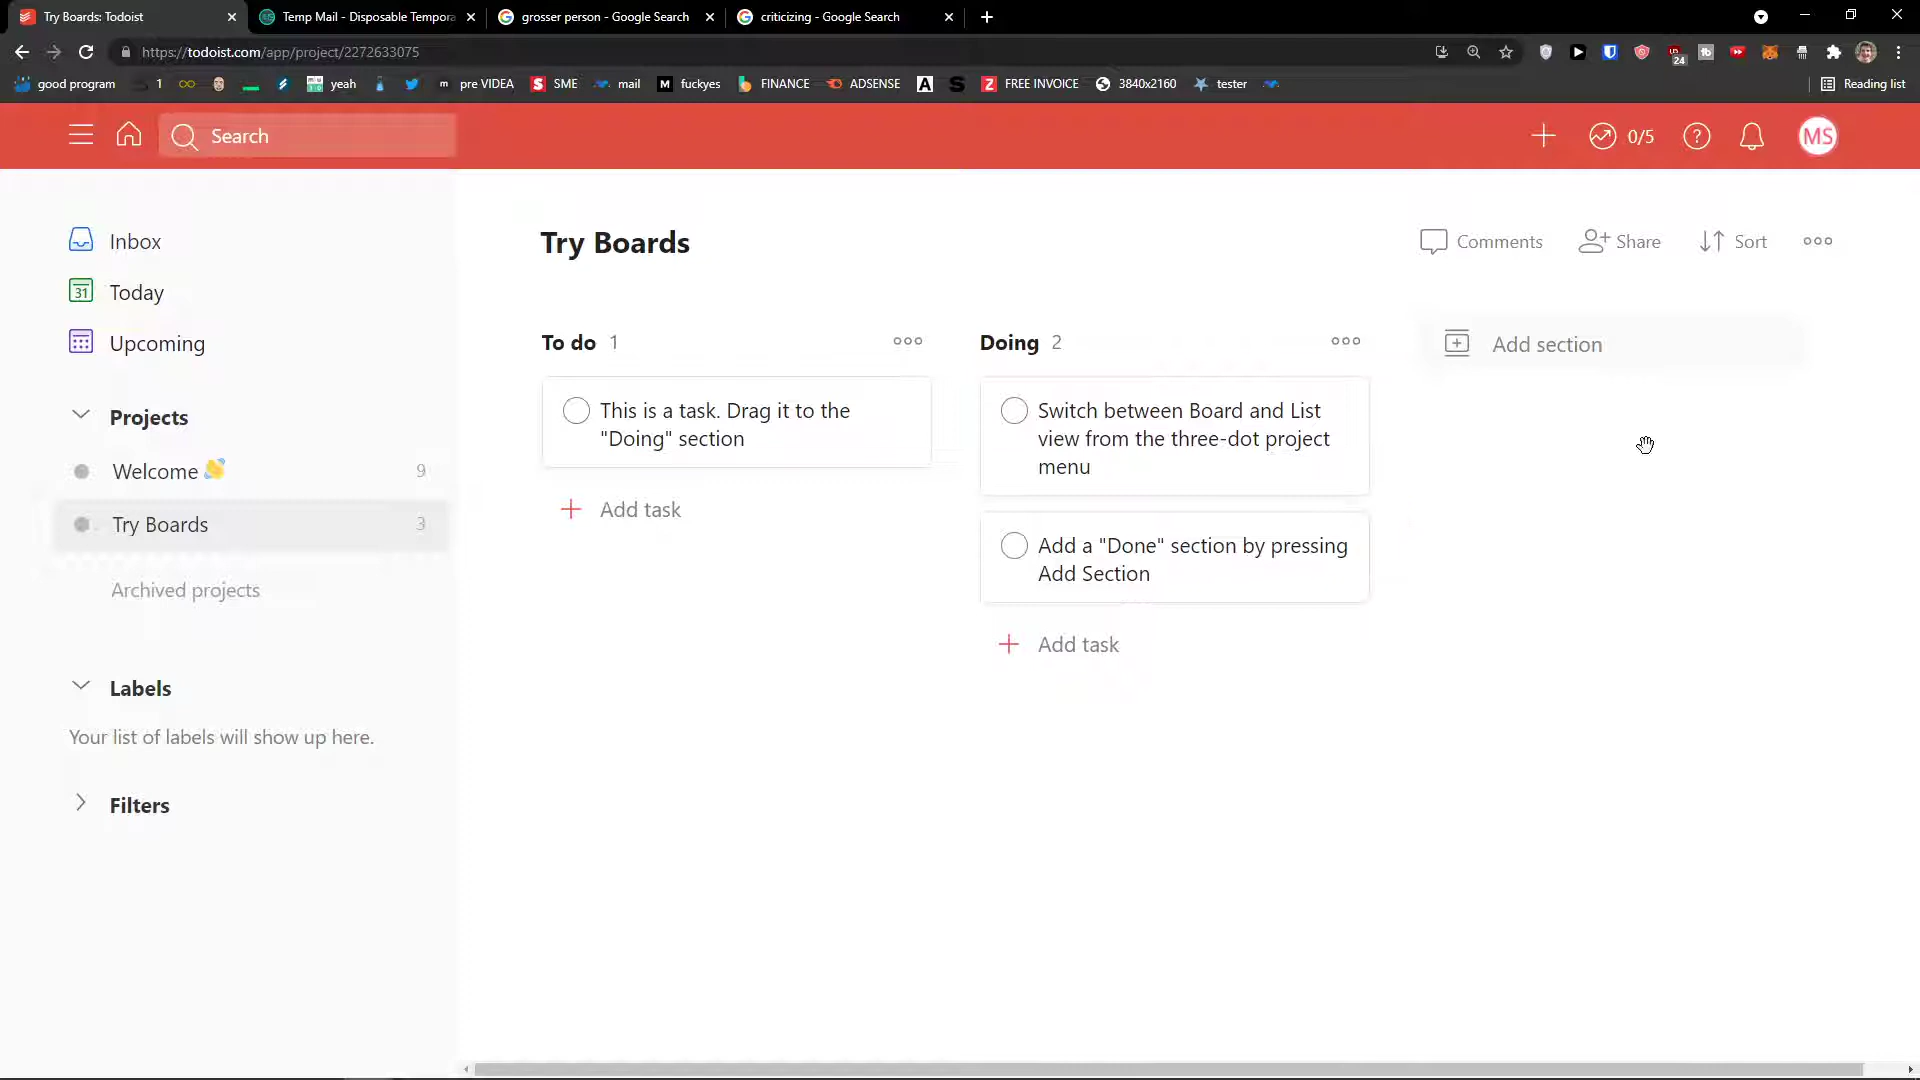 Try Boards: Todoist
Temp Mail - Disposable Tempora
grosser person - Google Search
criticizing - Google Search
https://todoist.com/app/project/2272633075
24
good program
1
yeah
pre VIDEA
SME
mail
fuckyes
FINANCE
ADSENSE
FREE INVOICE
3840x2160
tester
Reading list
Search
0/5
MS
Inbox
31
Today
Upcoming
Projects
Welcome 👋
9
Try Boards
3
Archived projects
Labels
Your list of labels will show up here.
Filters
Try Boards
Comments
Share
Sort
To do 1
This is a task. Drag it to the
"Doing" section
Add task
Doing 2
Switch between Board and List
view from the three-dot project
menu
Add a "Done" section by pressing
Add Section
Add task
Add section